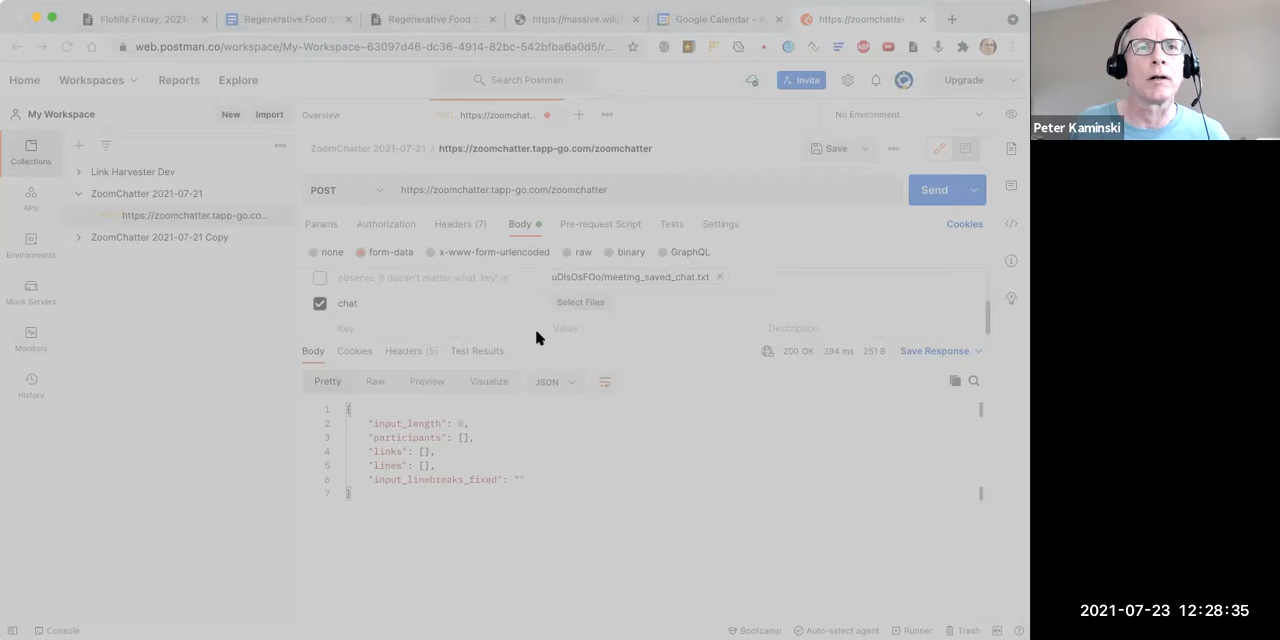 Flotilla Friday, 2021
Regenerative Food
Regenerative Food S
https://massive.wiki
Google Calendar -
https://zoomchatter
web.postman.co/workspace/My-Workspace~63097d46-dc36-4914-82bc-542bfba6a0d5/r...
Home Workspaces Reports Explore
Search Postman
Invite
Upgrade
My Workspace New Import
Overview
https://zoomchat...
No Environment
Collections
APIs
Environments
Mock Servers
Monitors
History
Link Harvester Dev
ZoomChatter 2021-07-21
https://zoomchatter.tapp-go.co...
ZoomChatter 2021-07-21 Copy
ZoomChatter 2021-07-21 / https://zoomchatter.tapp-go.com/zoomchatter
Save
POST https://zoomchatter.tapp-go.com/zoomchatter
Send
Params Authorization Headers (7) Body Pre-request Script Tests Settings Cookies
none form-data x-www-form-urlencoded raw binary GraphQL
observe, it doesn't matter what 'key' is uDlsOsFOo/meeting_saved_chat.txt
chat Select Files
Key Value Description
Body Cookies Headers (5) Test Results
200 OK 394 ms 251 B Save Response
Pretty Raw Preview Visualize JSON
1 {
2 "input_length": 0,
3 "participants": [],
4 "links": [],
5 "lines": [],
6 "input_linebreaks_fixed": ""
7 }
Console
Bootcamp Auto-select agent Runner Trash
Peter Kaminski
2021-07-23 12:28:35